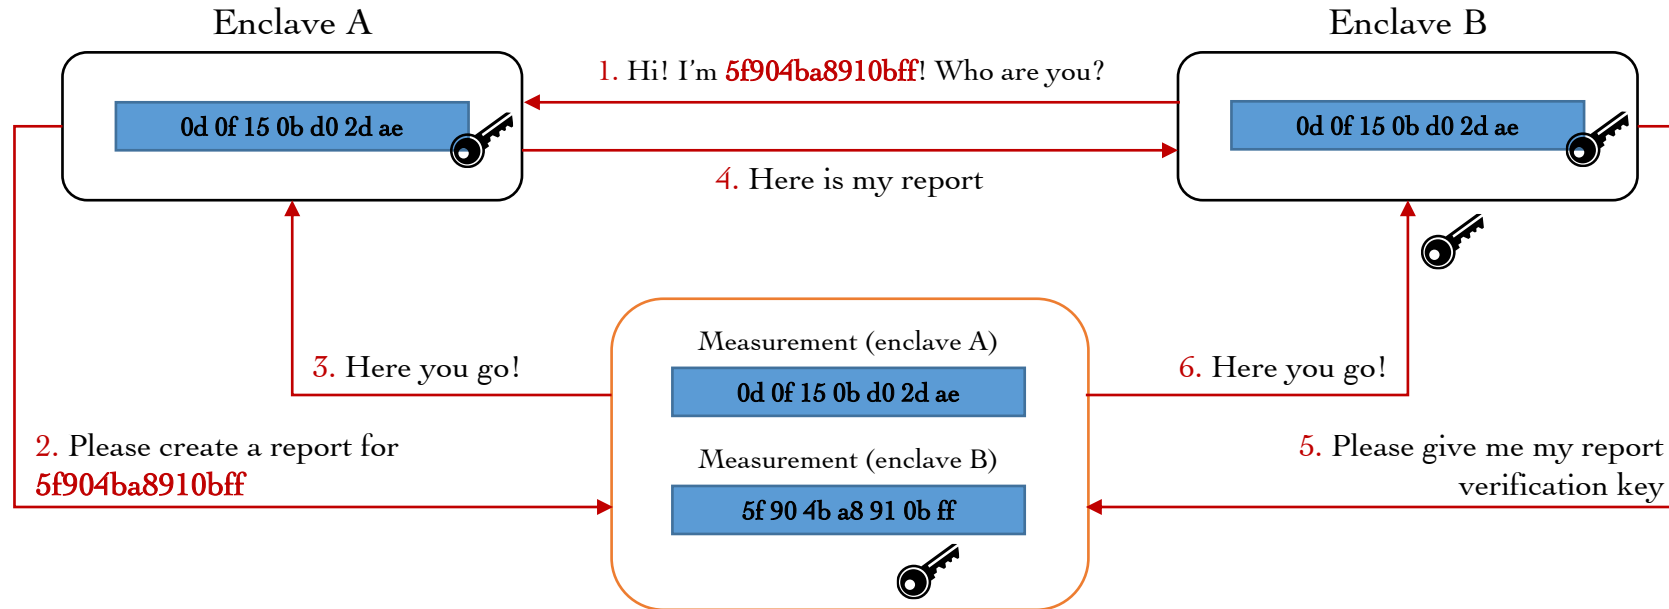 Enclave A
Enclave B
1. Hi! I'm 5f904ba8910bff! Who are you?
0d 0f 15 0b d0 2d ae
0d 0f 15 0b d0 2d ae
4. Here is my report
Measurement (enclave A)
3. Here you go!
6. Here you go!
0d 0f 15 0b d0 2d ae
2. Please create a report for
5f904ba8910bff
Measurement (enclave B)
5f 90 4b a8 91 0b ff
5. Please give me my report
verification key